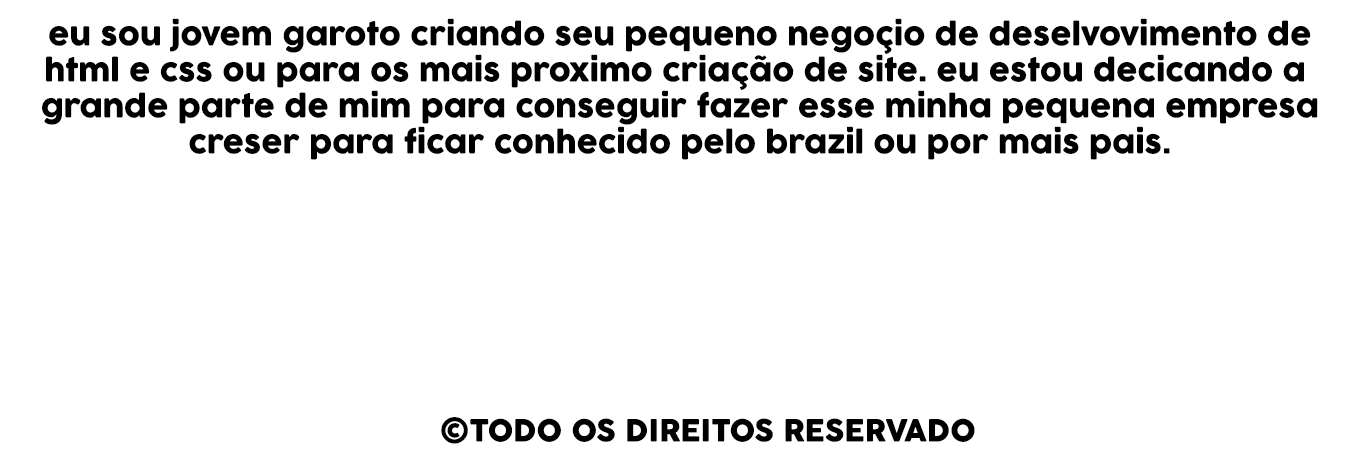 eu sou jovem garoto criando seu pequeno negoçio de deselvovimento de
html e css ou para os mais proximo criação de site. eu estou decicando a
grande parte de mim para conseguir fazer esse minha pequena empresa
creser para ficar conhecido pelo brazil ou por mais pais.
©TODO OS DIREITOS RESERVADO